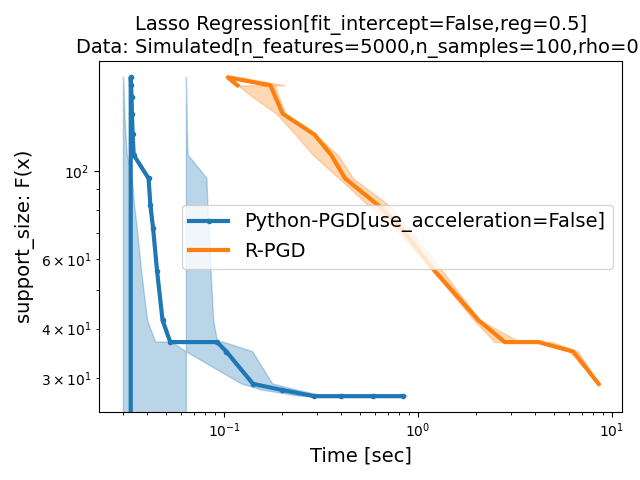 Lasso Regression[fit_intercept=False,reg=0.5]
Data: Simulated[n_features=5000,n_samples=100,rho=0
support_size: F(x)
10²
6 × 10¹
4 × 10¹
3 × 10¹
Python-PGD[use_acceleration=False]
R-PGD
10⁻¹
10⁰
10¹
Time [sec]